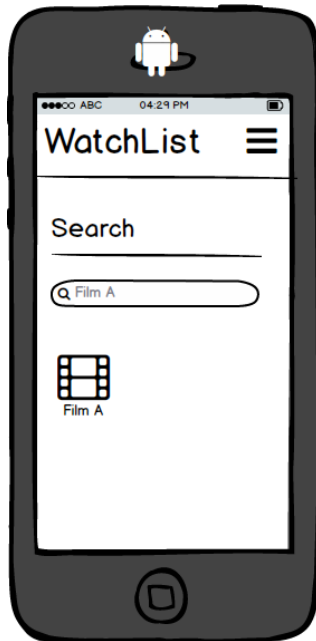 ABC 04:29 PM
WatchList
Search
Film A
Film A